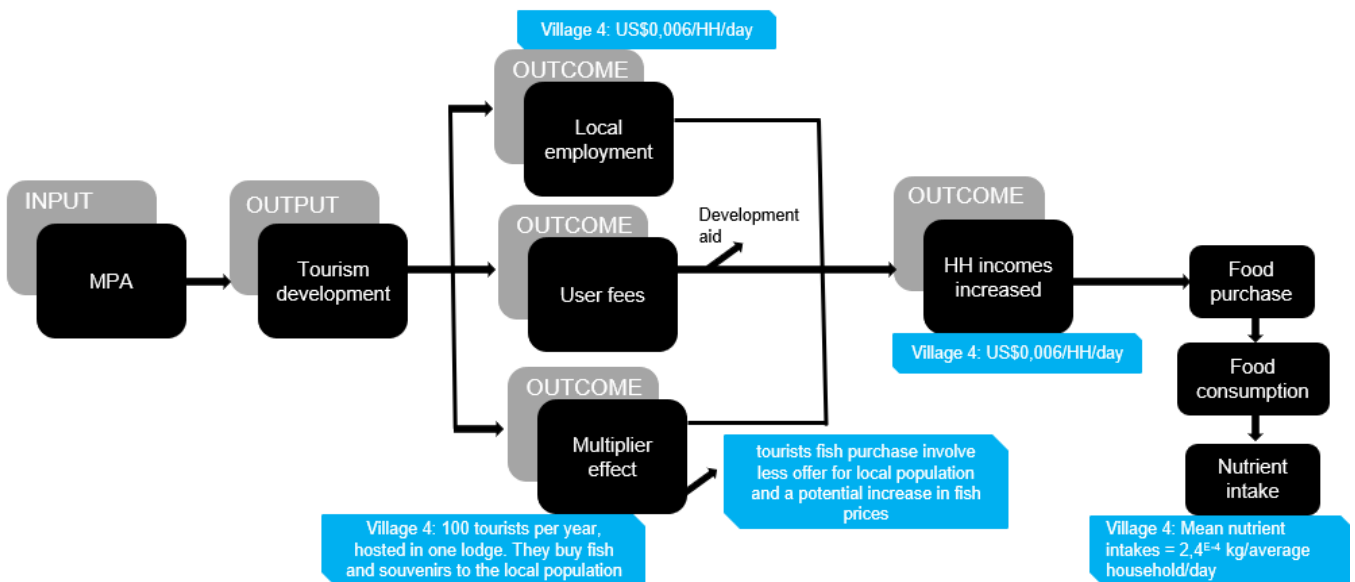 Village 4: US$0,006/HH/day
OUTCOME
Local
employment
INPUT
MPA
OUTPUT
Tourism
development
OUTCOME
User fees
Development
aid
OUTCOME
HH incomes
increased
Village 4: US$0,006/HH/day
Food
purchase
Food
consumption
Nutrient
intake
Village 4: Mean nutrient
intakes = 2,4ᴱ⁻⁴ kg/average
household/day
OUTCOME
Multiplier
effect
tourists fish purchase involve
less offer for local population
and a potential increase in fish
prices
Village 4: 100 tourists per year,
hosted in one lodge. They buy fish
and souvenirs to the local population